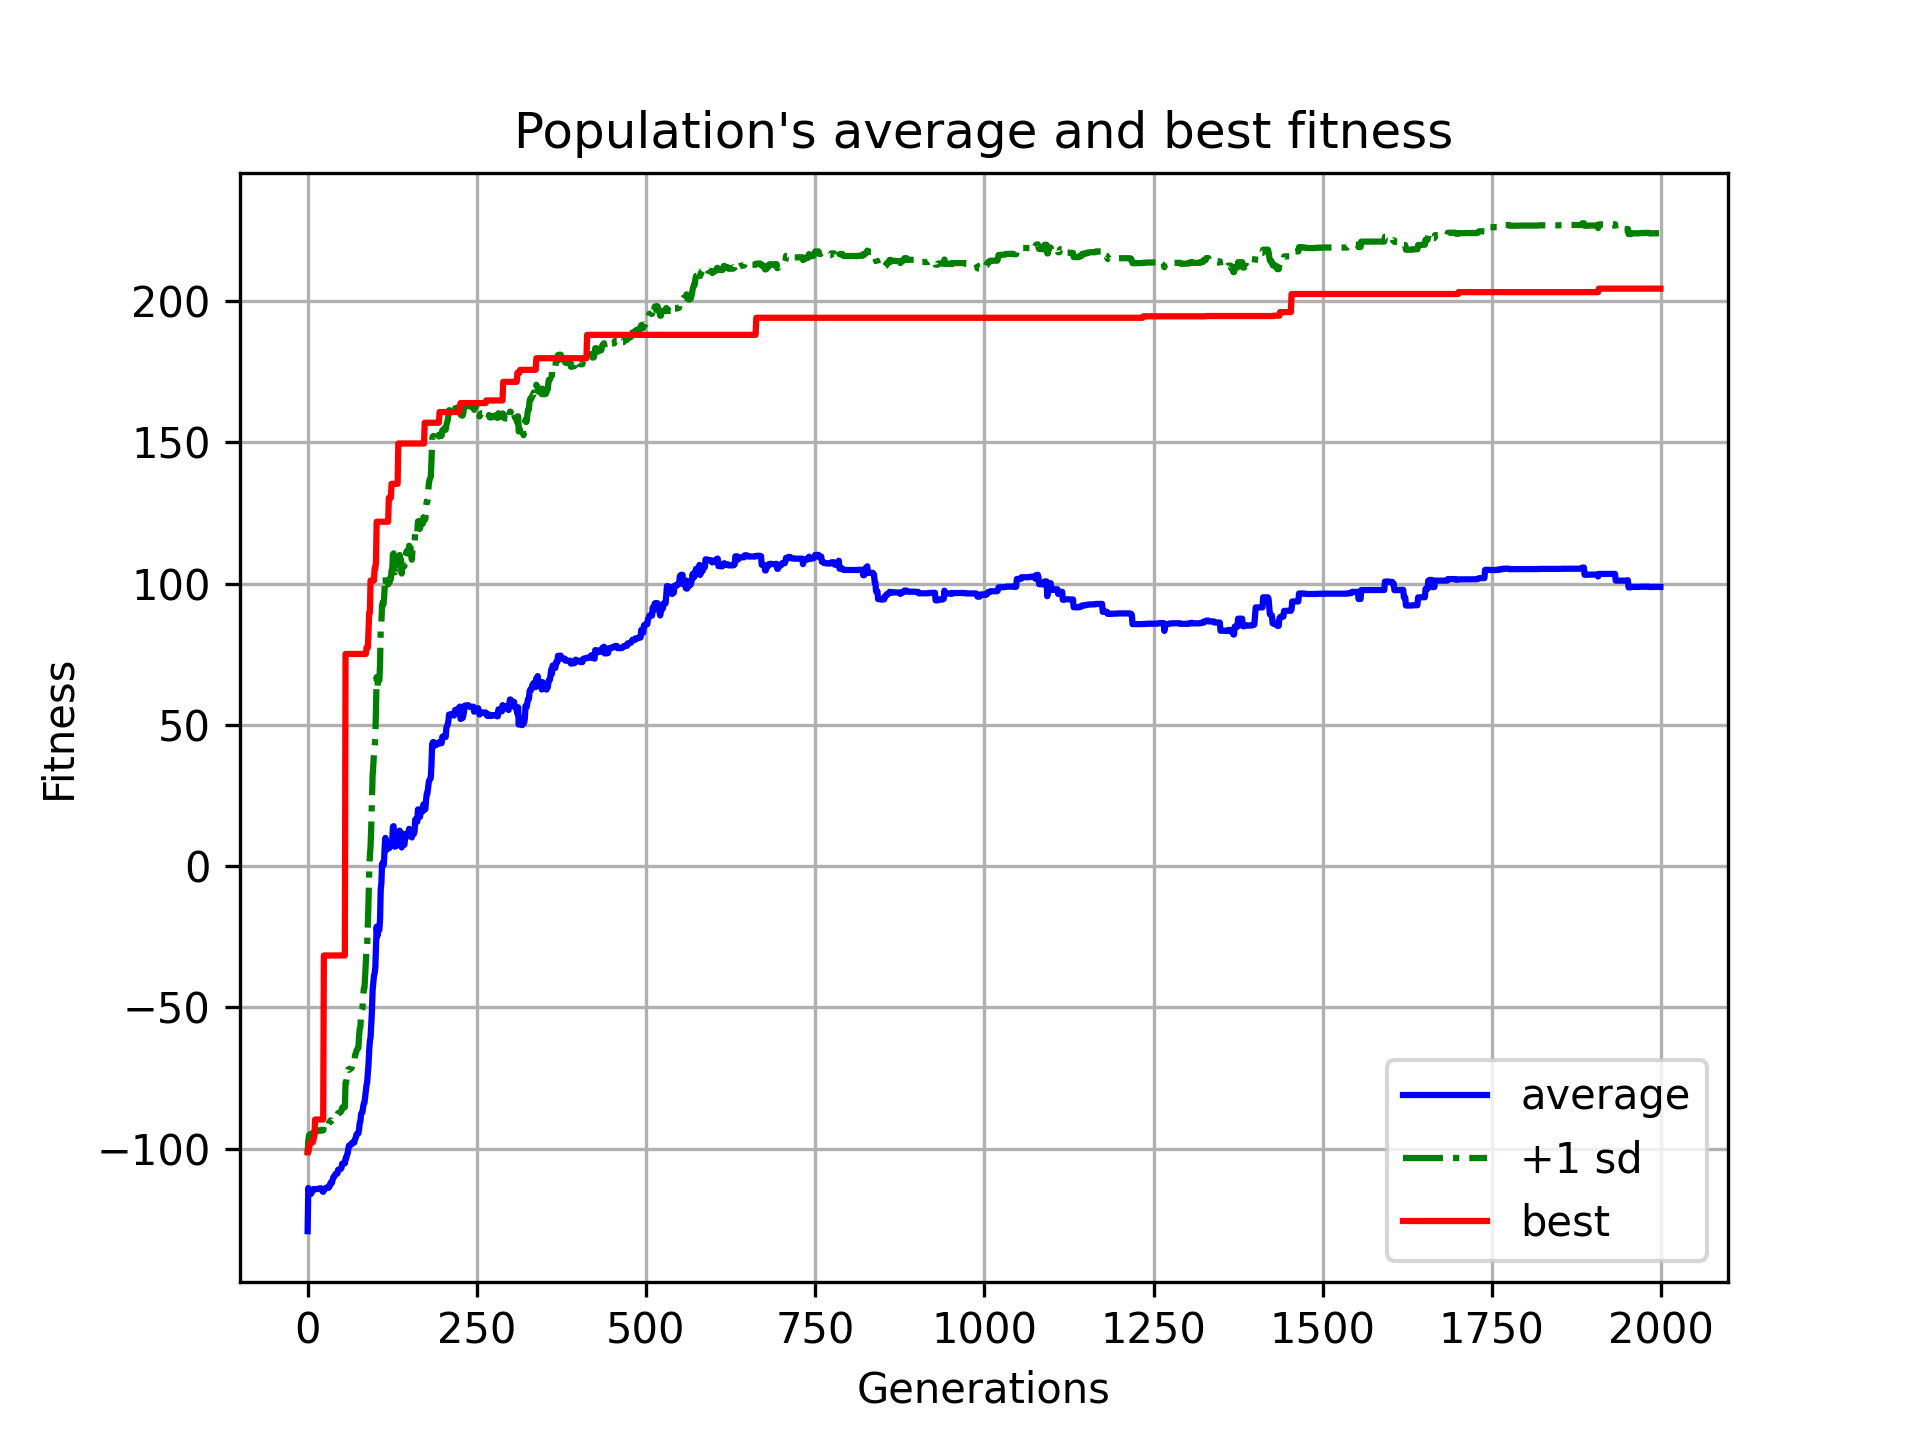 Population's average and best fitness
Fitness
200
150
100
50
0
−50
−100
0 250 500 750 1000 1250 1500 1750 2000
Generations
average
+1 sd
best